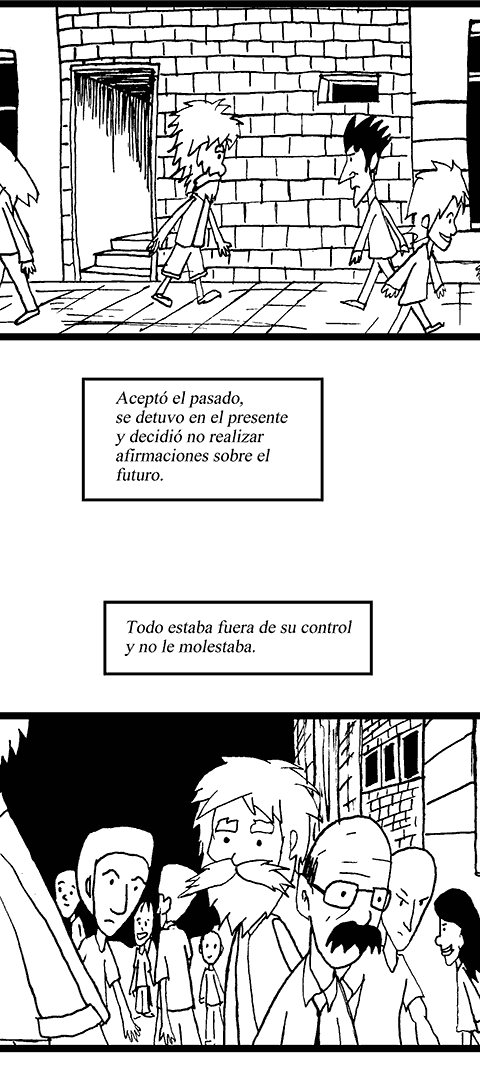 Aceptó el pasado,
se detuvo en el presente
y decidió no realizar
afirmaciones sobre el
futuro.
Todo estaba fuera de su control
y no le molestaba.